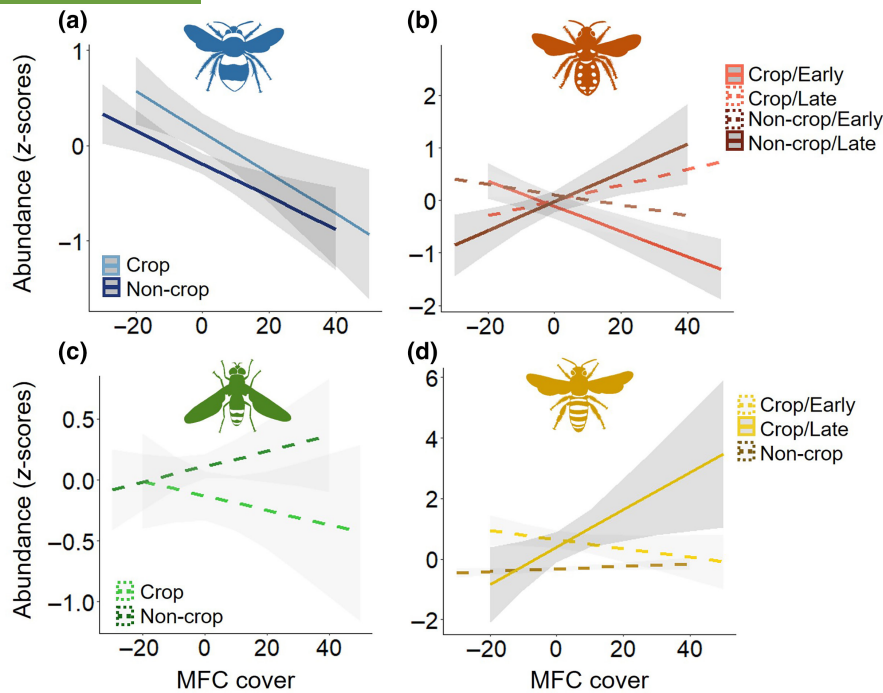 (a)
Abundance (z-scores)
1
0
−1
−20 0 20 40
Crop
Non-crop
(b)
2
1
0
−1
−2
−20 0 20 40
Crop/Early
Crop/Late
Non-crop/Early
Non-crop/Late
(c)
Abundance (z-scores)
0.5
0.0
−0.5
−1.0
−20 0 20 40
MFC cover
Crop
Non-crop
(d)
6
4
2
0
−2
−20 0 20 40
MFC cover
Crop/Early
Crop/Late
Non-crop